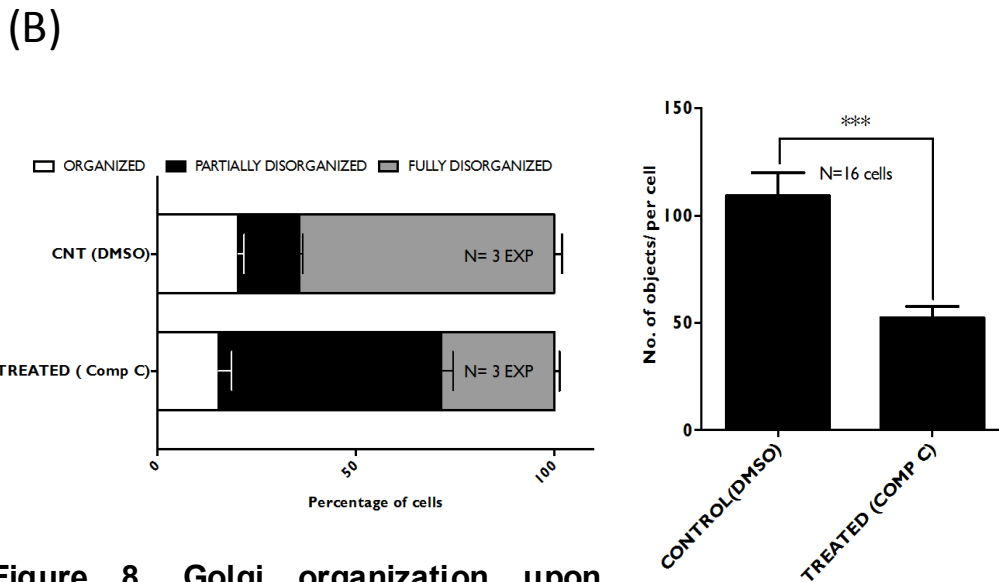 (B)
ORGANIZED PARTIALLY DISORGANIZED FULLY DISORGANIZED
CNT (DMSO)
N= 3 EXP
TREATED ( Comp C)
N= 3 EXP
0 50 100
Percentage of cells
150
100
50
0
No. of objects/ per cell
***
N=16 cells
CONTROL(DMSO)
TREATED (COMP C)
Figure 8. Golgi organization upon